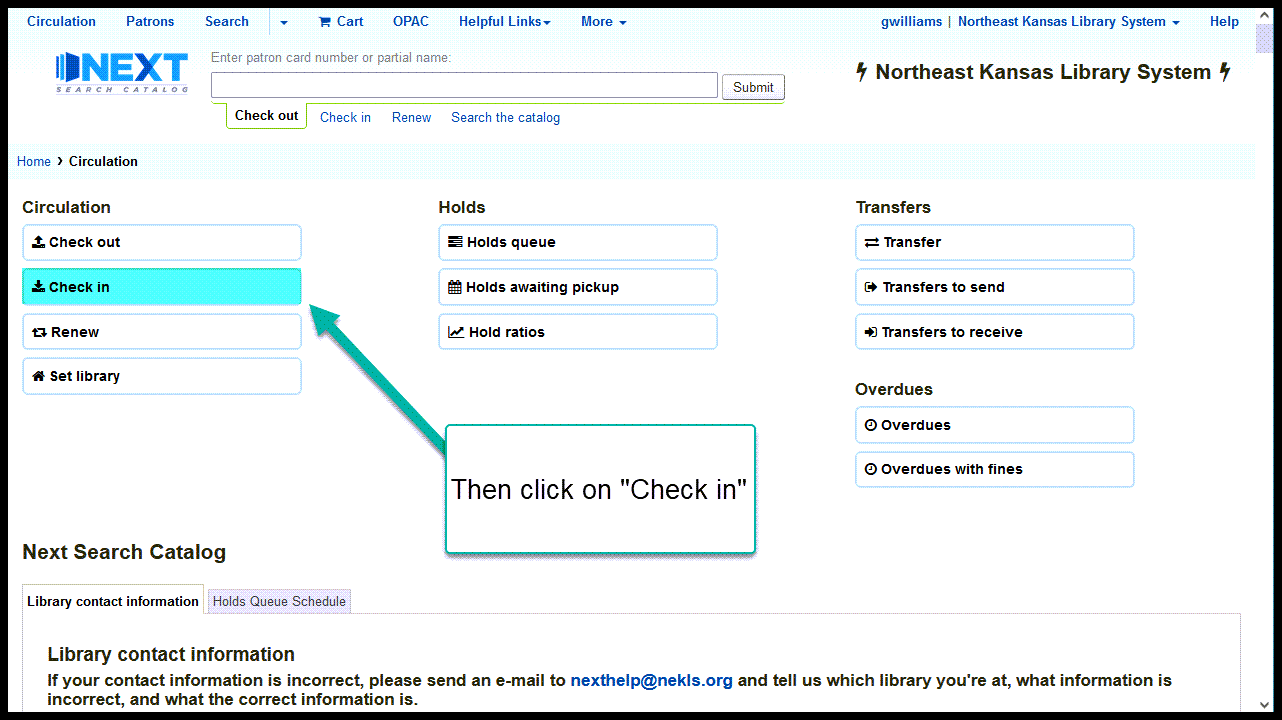 Circulation Patrons Search Cart OPAC Helpful Links More gwilliams | Northeast Kansas Library System Help
NEXT
SEARCH CATALOG
Enter patron card number or partial name:
Submit
Check out Check in Renew Search the catalog
Northeast Kansas Library System
Home › Circulation
Circulation
Check out
Check in
Renew
Set library
Holds
Holds queue
Holds awaiting pickup
Hold ratios
Transfers
Transfer
Transfers to send
Transfers to receive
Overdues
Overdues
Overdues with fines
Then click on "Check in"
Next Search Catalog
Library contact information Holds Queue Schedule
Library contact information
If your contact information is incorrect, please send an e-mail to nexthelp@nekls.org and tell us which library you're at, what information is
incorrect, and what the correct information is.